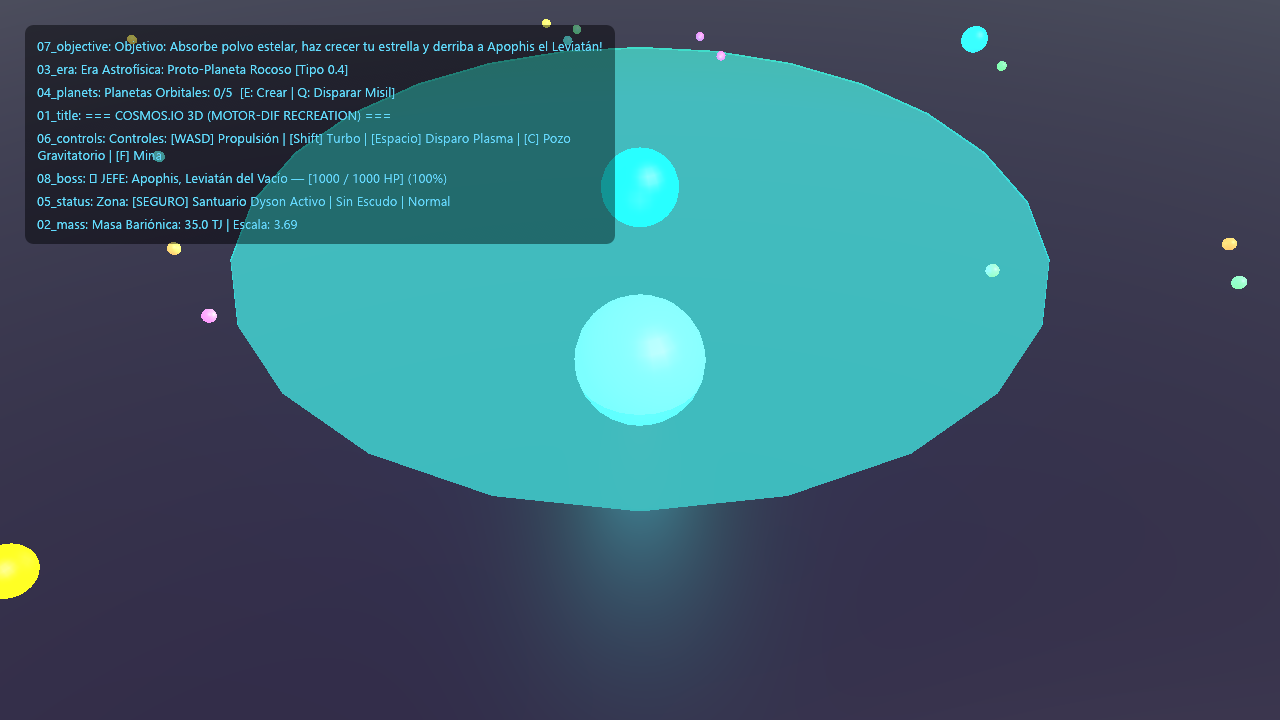 07_objective: Objetivo: Absorbe polvo estelar, haz crecer tu estrella y derriba a Apophis el Leviatán!
03_era: Era Astrofísica: Proto-Planeta Rocoso [Tipo 0.4]
04_planets: Planetas Orbitales: 0/5  [E: Crear | Q: Disparar Misil]
01_title: === COSMOS.IO 3D (MOTOR-DIF RECREATION) ===
06_controls: Controles: [WASD] Propulsión | [Shift] Turbo | [Espacio] Disparo Plasma | [C] Pozo
Gravitatorio | [F] Mina
08_boss: ▯ JEFE: Apophis, Leviatán del Vacío — [1000 / 1000 HP] (100%)
05_status: Zona: [SEGURO] Santuario Dyson Activo | Sin Escudo | Normal
02_mass: Masa Bariónica: 35.0 TJ | Escala: 3.69